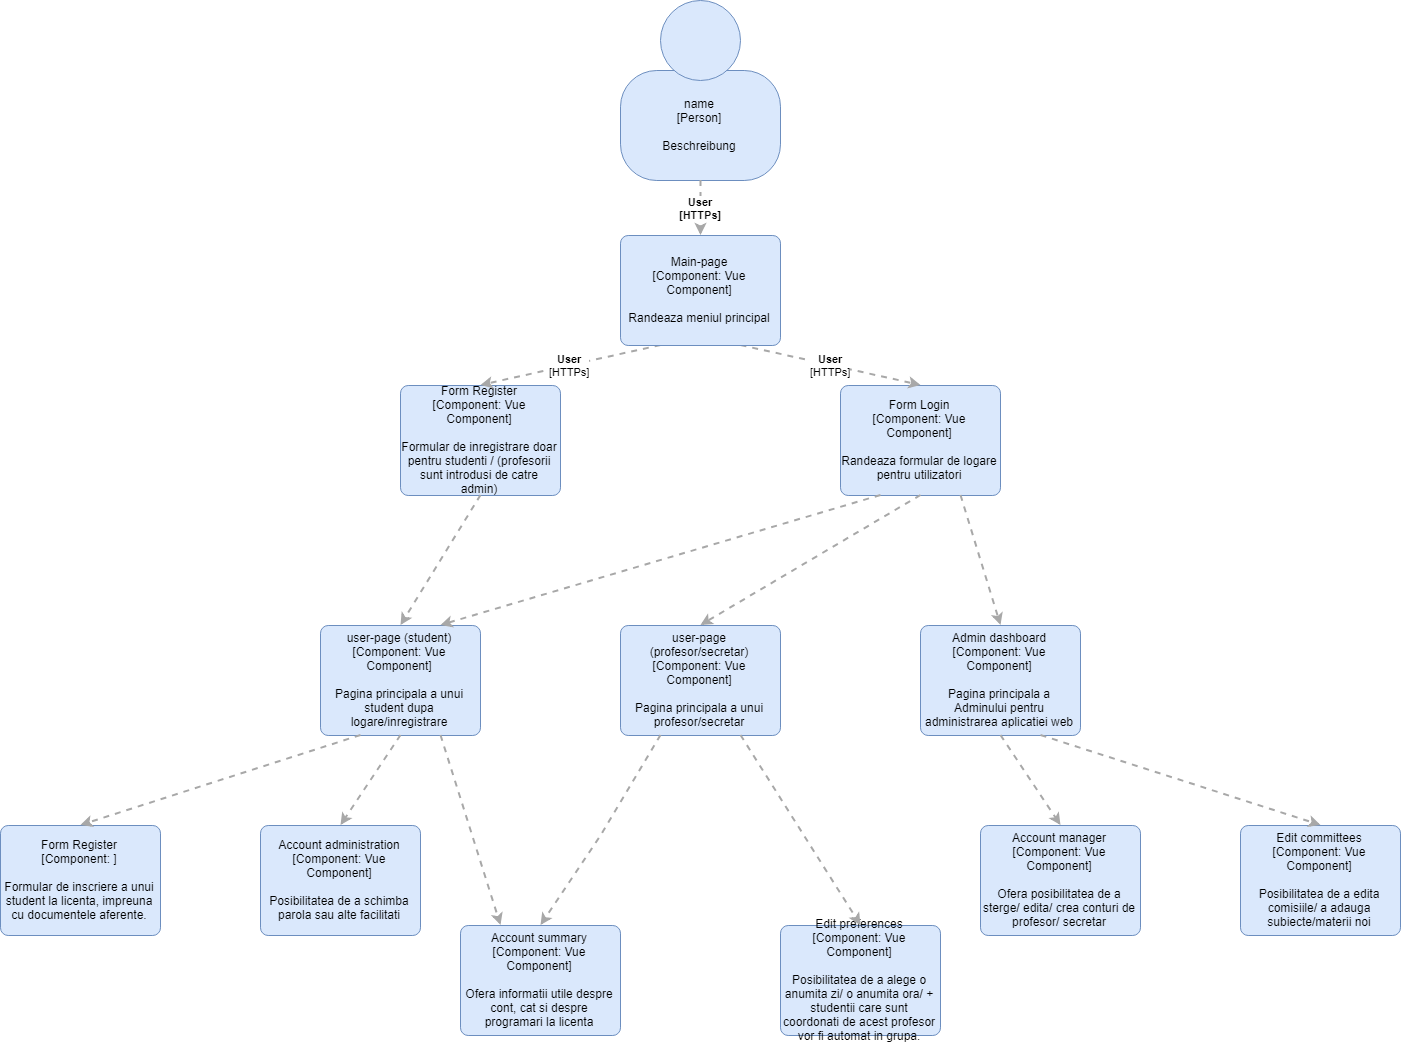 name
[Person]
Beschreibung
User
[HTTPs]
Main-page
[Component: Vue
Component]
Randeaza meniul principal
User
[HTTPs]
User
[HTTPs]
Form Register
[Component: Vue
Component]
Formular de inregistrare doar
pentru studenti / (profesorii
sunt introdusi de catre
admin)
Form Login
[Component: Vue
Component]
Randeaza formular de logare
pentru utilizatori
user-page (student)
[Component: Vue
Component]
Pagina principala a unui
student dupa
logare/inregistrare
user-page
(profesor/secretar)
[Component: Vue
Component]
Pagina principala a unui
profesor/secretar
Admin dashboard
[Component: Vue
Component]
Pagina principala a
Adminului pentru
administrarea aplicatiei web
Form Register
[Component: ]
Formular de inscriere a unui
student la licenta, impreuna
cu documentele aferente.
Account administration
[Component: Vue
Component]
Posibilitatea de a schimba
parola sau alte facilitati
Account summary
[Component: Vue
Component]
Ofera informatii utile despre
cont, cat si despre
programari la licenta
Edit preferences
[Component: Vue
Component]
Posibilitatea de a alege o
anumita zi/ o anumita ora/ +
studentii care sunt
coordonati de acest profesor
vor fi automat in grupa.
Account manager
[Component: Vue
Component]
Ofera posibilitatea de a
sterge/ edita/ crea conturi de
profesor/ secretar
Edit committees
[Component: Vue
Component]
Posibilitatea de a edita
comisiile/ a adauga
subiecte/materii noi